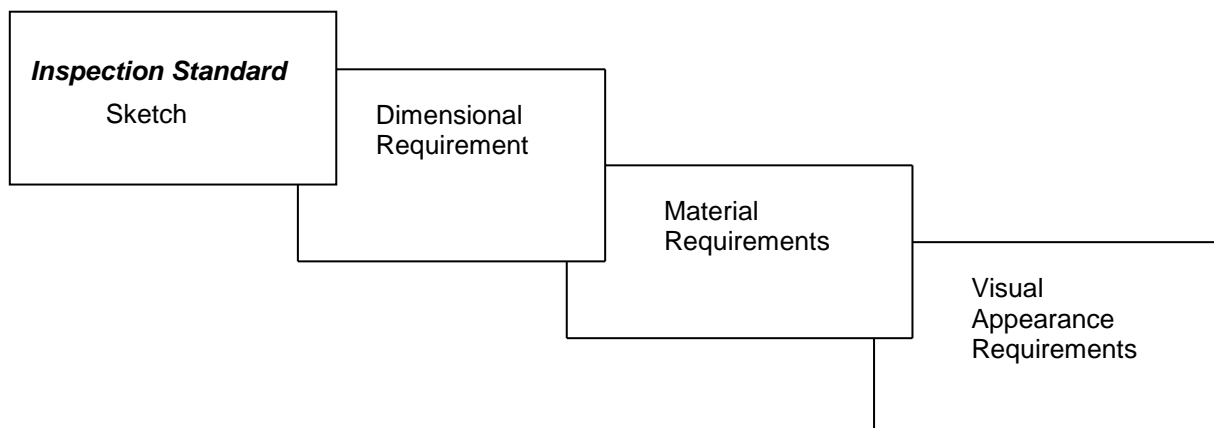 Inspection Standard
Sketch
Dimensional
Requirement
Material
Requirements
Visual
Appearance
Requirements